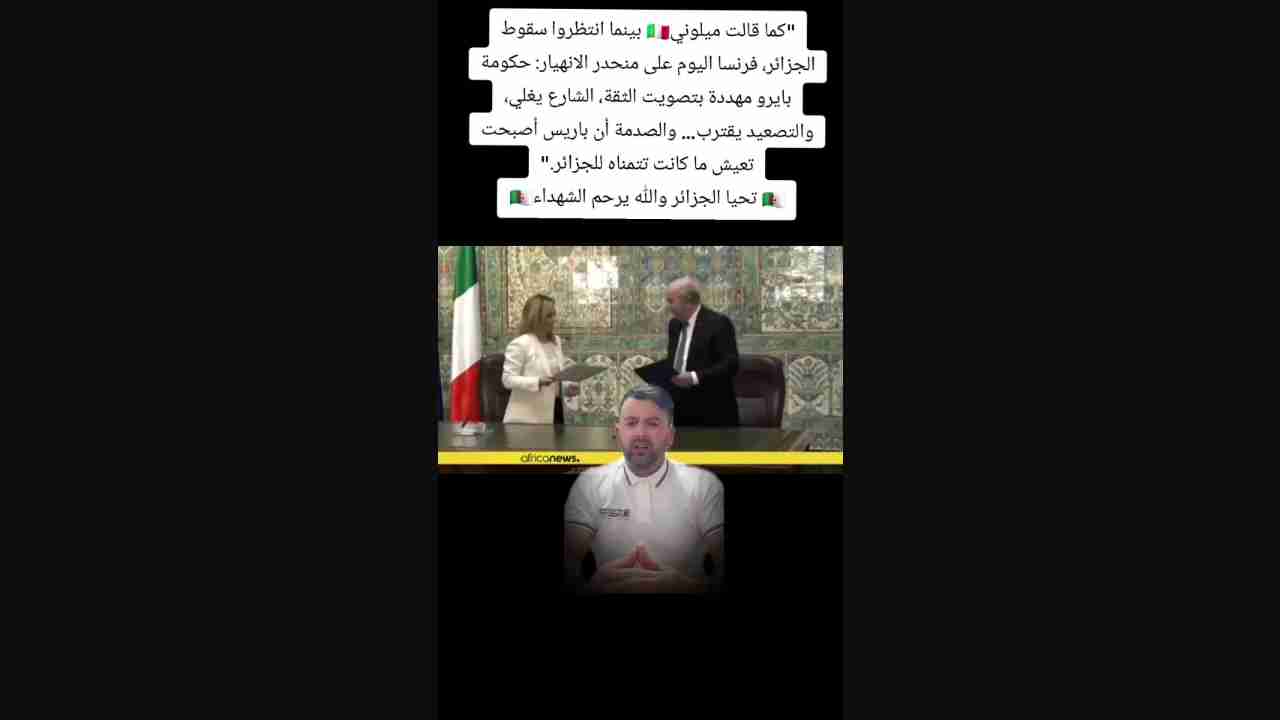 "كما قالت ميلوني🇮🇹 بينما انتظروا سقوط
الجزائر، فرنسا اليوم على منحدر الانهيار: حكومة
بايرو مهددة بتصويت الثقة، الشارع يغلي،
والتصعيد يقترب... والصدمة أن باريس أصبحت
تعيش ما كانت تتمناه للجزائر."
🇩🇿 تحيا الجزائر والله يرحم الشهداء 🇩🇿
africanews.